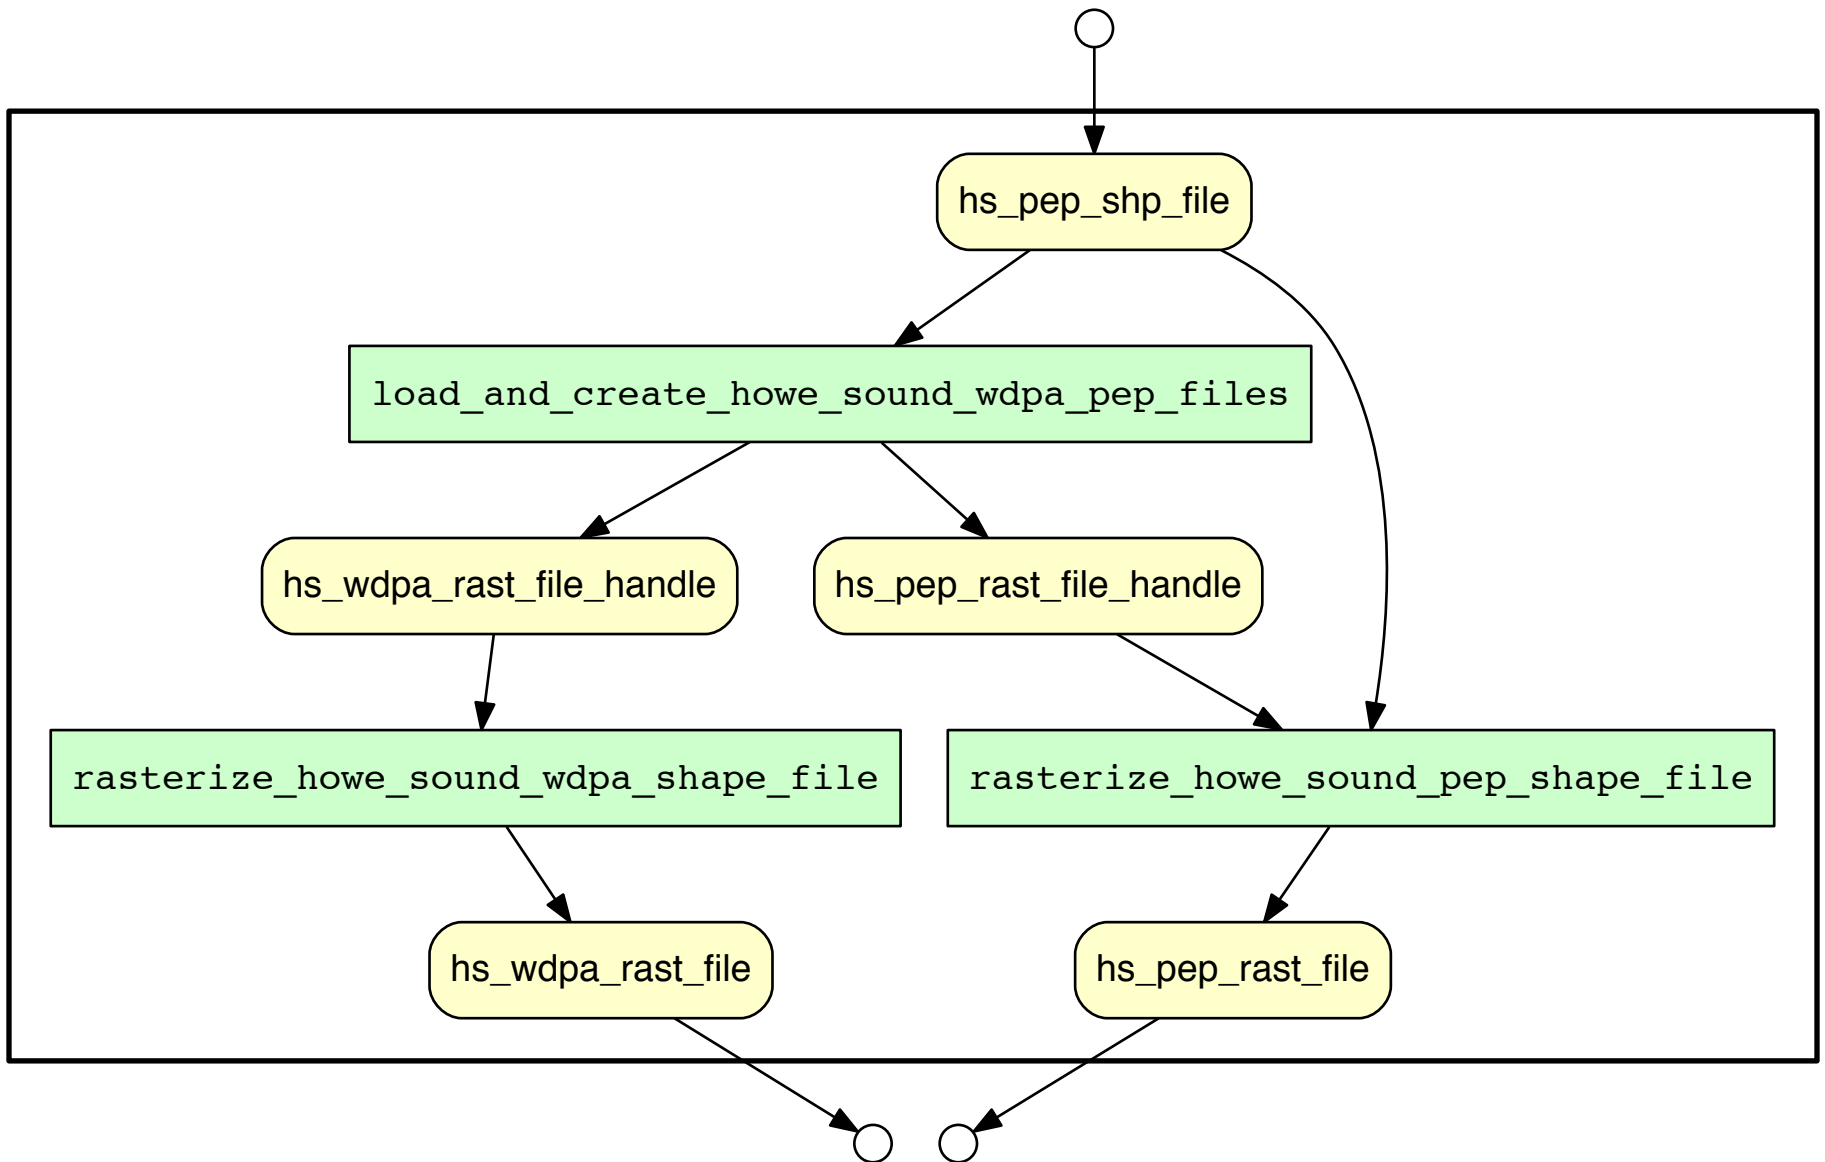 hs_pep_shp_file
load_and_create_howe_sound_wdpa_pep_files
hs_wdpa_rast_file_handle
hs_pep_rast_file_handle
rasterize_howe_sound_wdpa_shape_file
rasterize_howe_sound_pep_shape_file
hs_wdpa_rast_file
hs_pep_rast_file